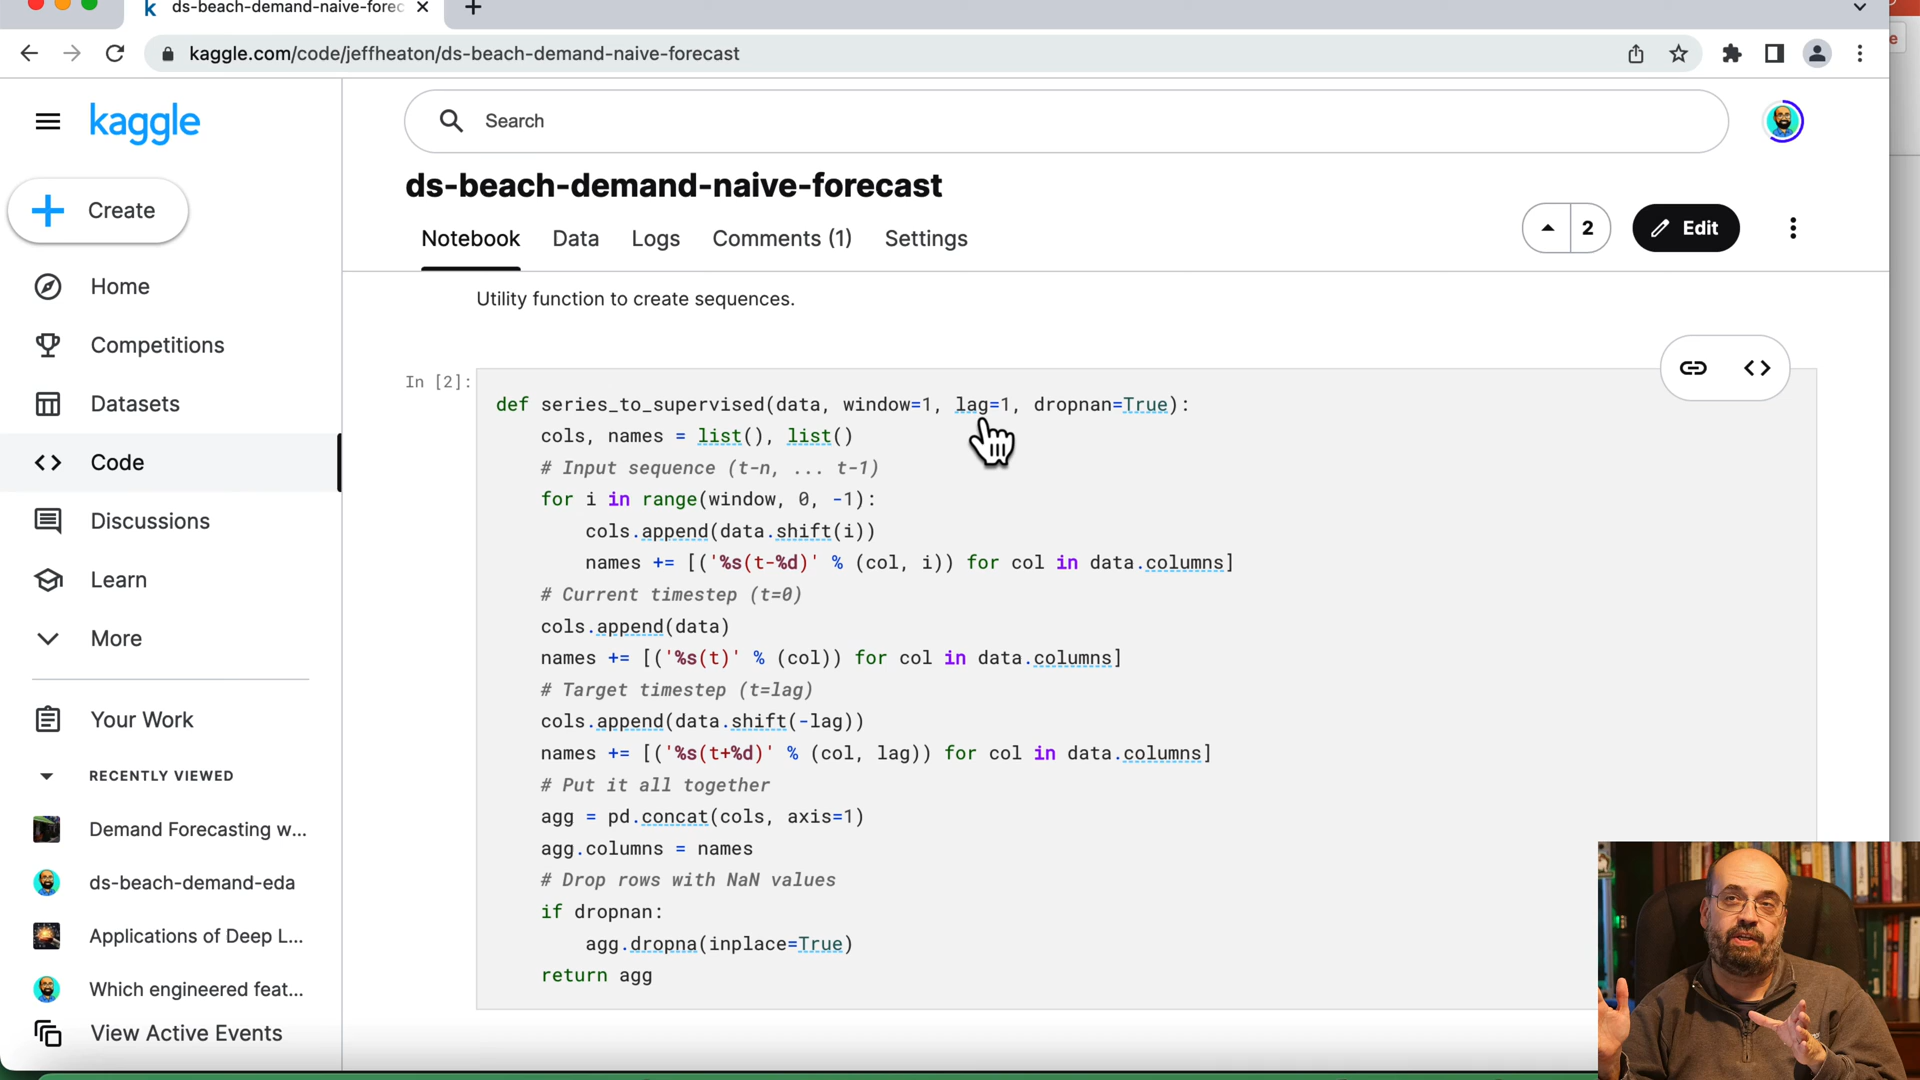 ds-beach-demand-naive-forec
kaggle.com/code/jeffheaton/ds-beach-demand-naive-forecast
kaggle
Search
Create
ds-beach-demand-naive-forecast
Notebook
Data
Logs
Comments (1)
Settings
2
Edit
Home
Competitions
Datasets
Code
Discussions
Learn
More
Your Work
RECENTLY VIEWED
Demand Forecasting w...
ds-beach-demand-eda
Applications of Deep L...
Which engineered feat...
View Active Events
Utility function to create sequences.
In [2]:
def series_to_supervised(data, window=1, lag=1, dropnan=True):
    cols, names = list(), list()
    # Input sequence (t-n, ... t-1)
    for i in range(window, 0, -1):
        cols.append(data.shift(i))
        names += [('%s(t-%d)' % (col, i)) for col in data.columns]
    # Current timestep (t=0)
    cols.append(data)
    names += [('%s(t)' % (col)) for col in data.columns]
    # Target timestep (t=lag)
    cols.append(data.shift(-lag))
    names += [('%s(t+%d)' % (col, lag)) for col in data.columns]
    # Put it all together
    agg = pd.concat(cols, axis=1)
    agg.columns = names
    # Drop rows with NaN values
    if dropnan:
        agg.dropna(inplace=True)
    return agg